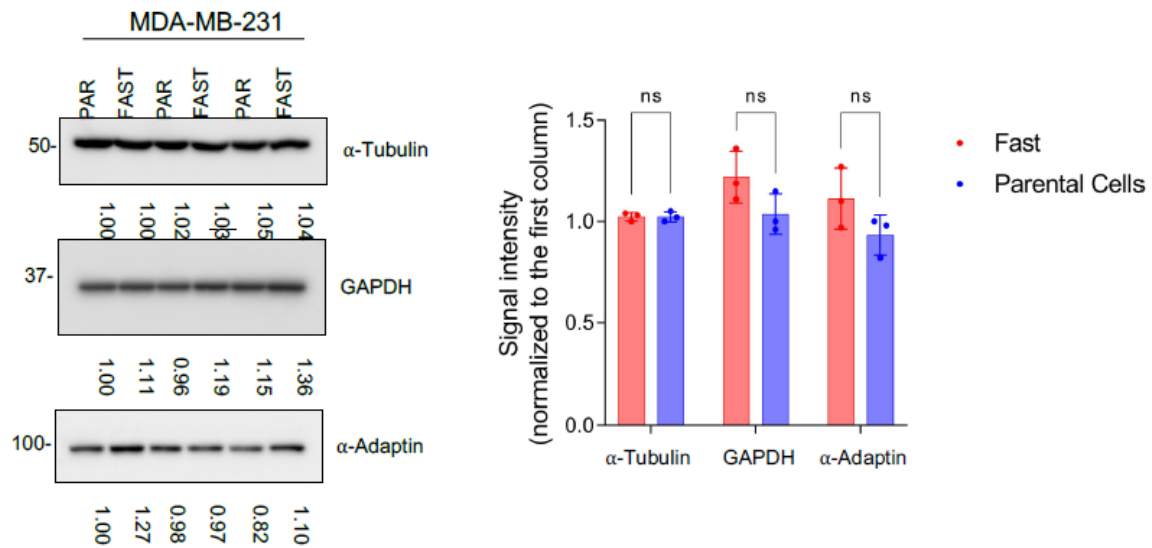 MDA-MB-231
PAR FAST PAR FAST PAR FAST
50-
α-Tubulin
1.00 1.00 1.02 1.03 1.05 1.04
37-
GAPDH
1.00 1.11 0.96 1.19 1.15 1.36
100-
α-Adaptin
1.00 1.27 0.98 0.97 0.82 1.10
Signal intensity
(normalized to the first column)
ns ns ns
1.5
1.0
0.5
0.0
α-Tubulin GAPDH α-Adaptin
Fast
Parental Cells